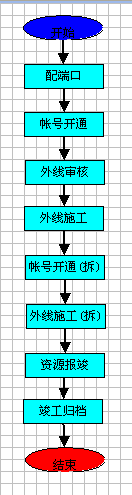 开始
配端口
帐号开通
外线审核
外线施工
帐号开通(拆)
外线施工(拆)
资源报竣
竣工归档
结束